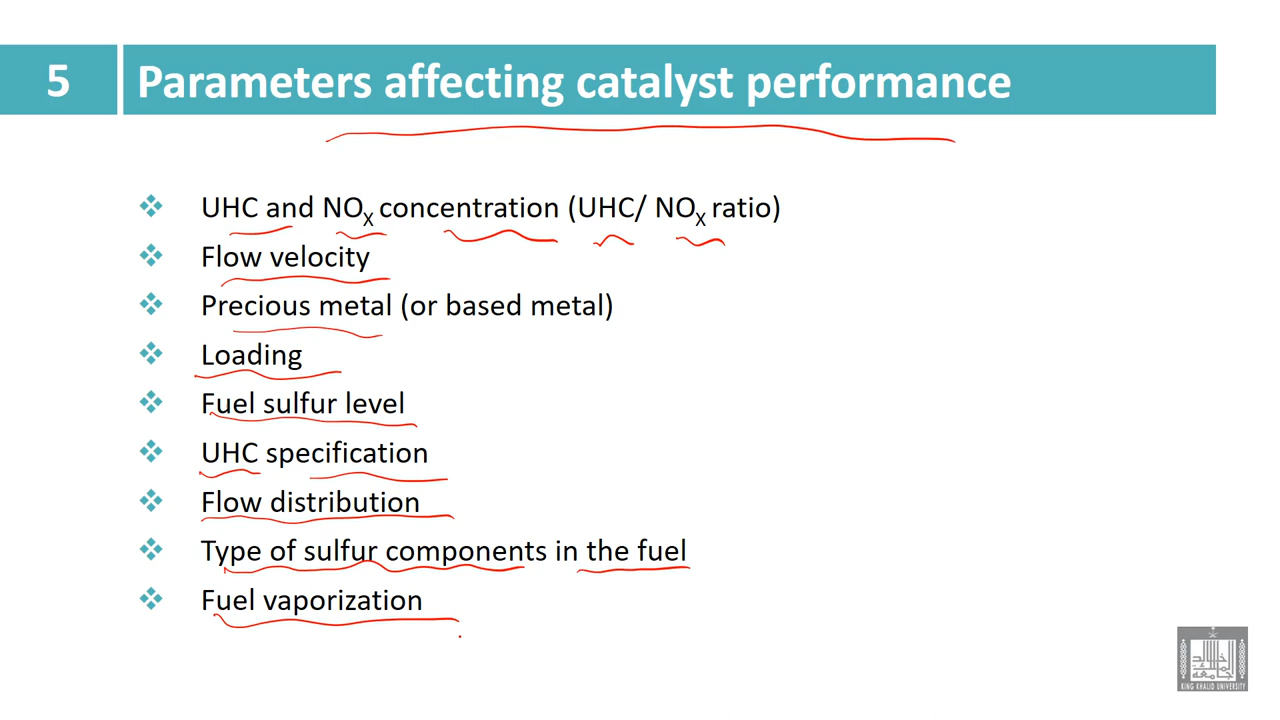 5
Parameters affecting catalyst performance
❖ UHC and NOX concentration (UHC/ NOX ratio)
❖ Flow velocity
❖ Precious metal (or based metal)
❖ Loading
❖ Fuel sulfur level
❖ UHC specification
❖ Flow distribution
❖ Type of sulfur components in the fuel
❖ Fuel vaporization
KING KHALID UNIVERSITY